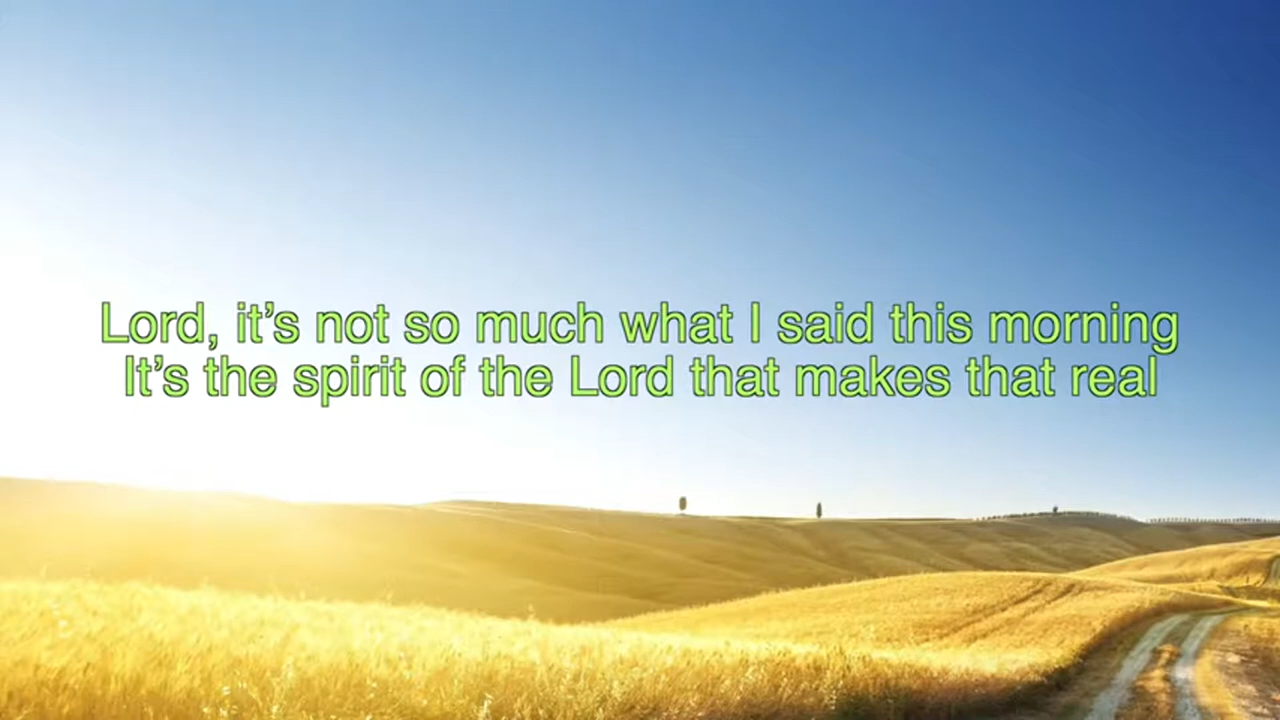 Lord, it’s not so much what I said this morning
It’s the spirit of the Lord that makes that real